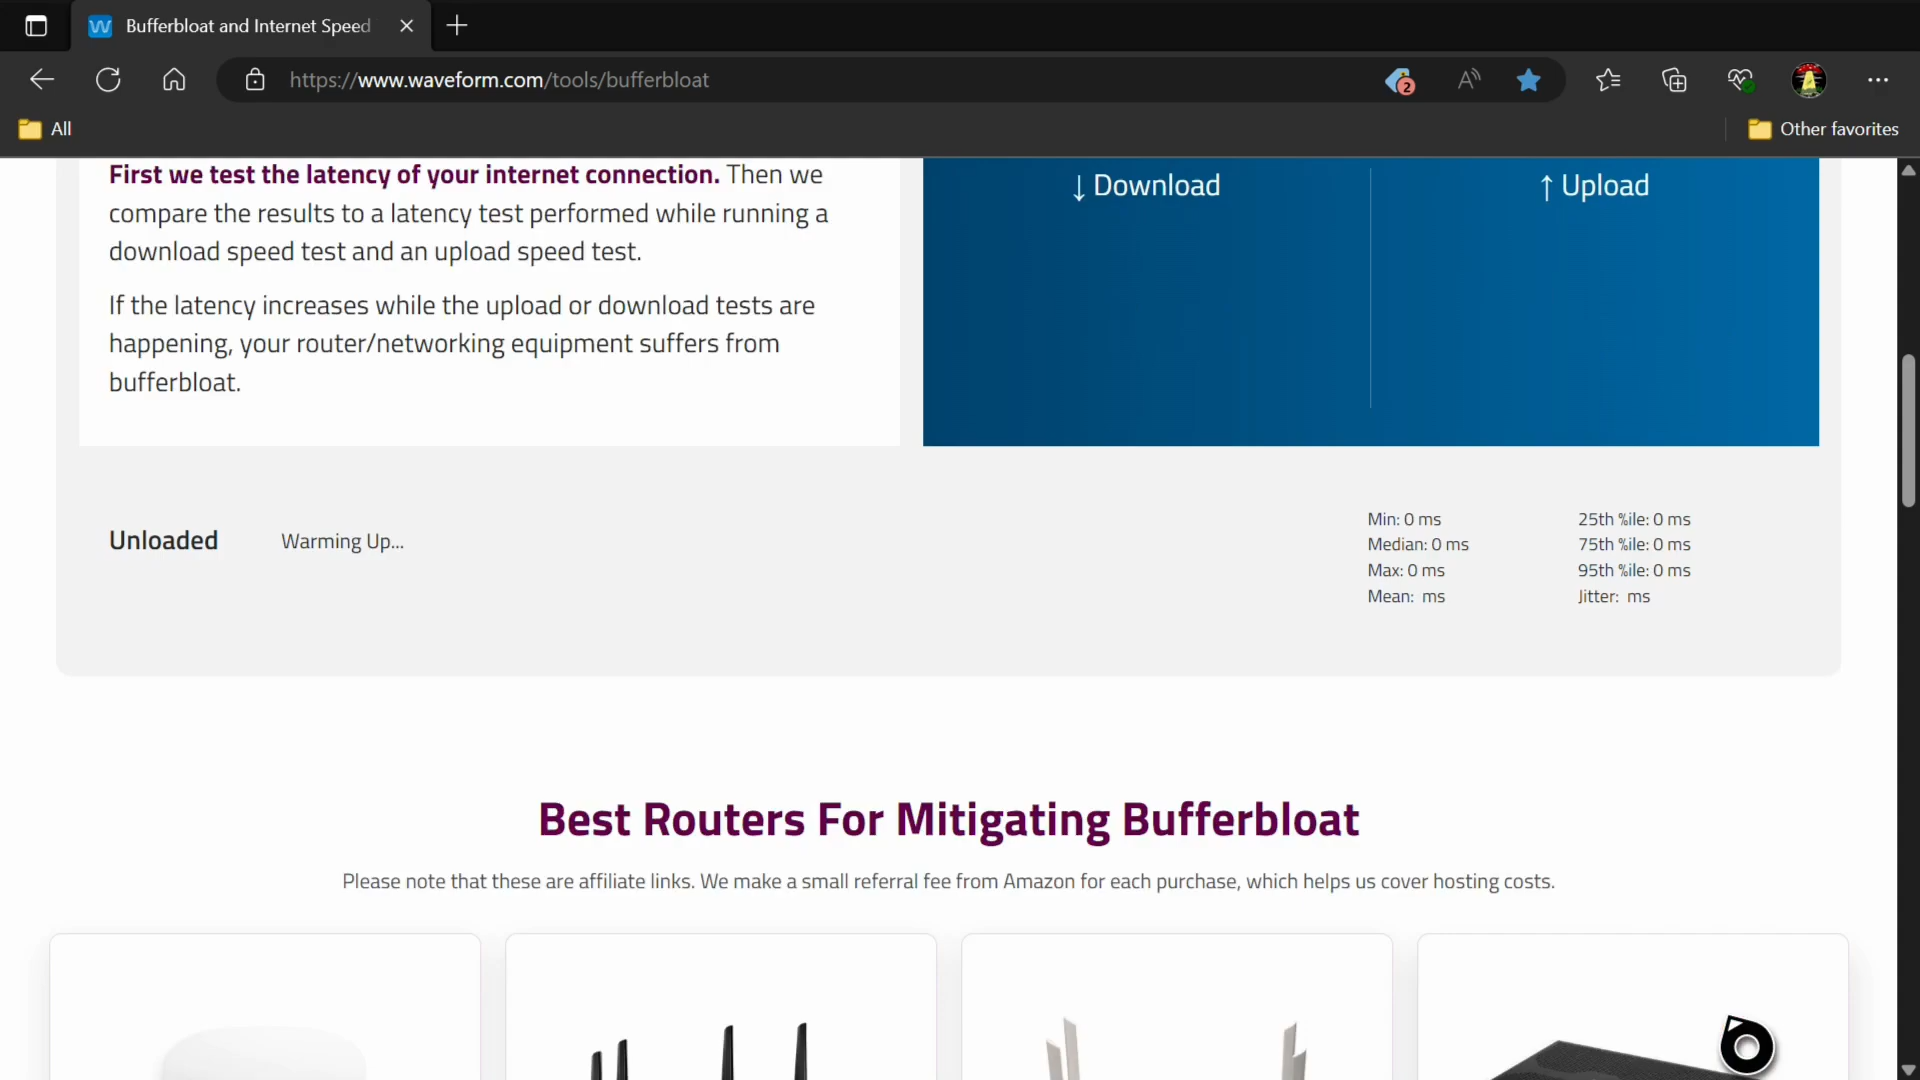 Bufferbloat and Internet Speed
https://www.waveform.com/tools/bufferbloat
2
All
Other favorites
First we test the latency of your internet connection. Then we
compare the results to a latency test performed while running a
download speed test and an upload speed test.
If the latency increases while the upload or download tests are
happening, your router/networking equipment suffers from
bufferbloat.
↓ Download
↑ Upload
Unloaded
Warming Up...
Min: 0 ms
Median: 0 ms
Max: 0 ms
Mean: ms
25th %ile: 0 ms
75th %ile: 0 ms
95th %ile: 0 ms
Jitter: ms
Best Routers For Mitigating Bufferbloat
Please note that these are affiliate links. We make a small referral fee from Amazon for each purchase, which helps us cover hosting costs.